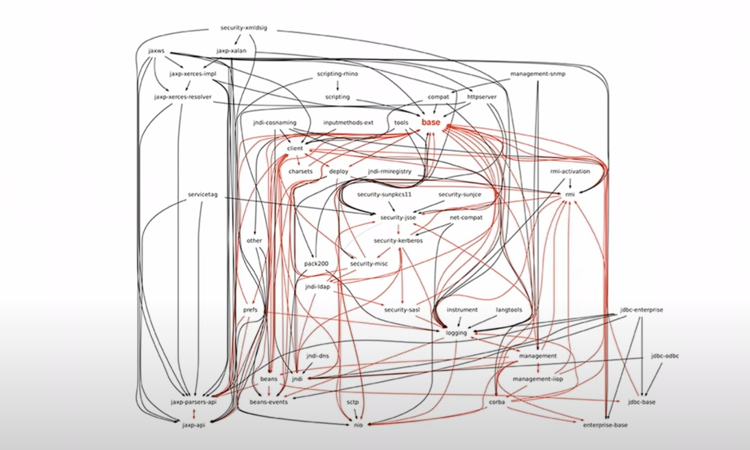 security-xmldsig
jaxws
jaxp-xalan
jaxp-xerces-impl
scripting-rhino
management-snmp
jaxp-xerces-resolver
scripting
compat
httpserver
jndi-cosnaming
inputmethods-ext
tools
base
client
charsets
deploy
jndi-rmiregistry
rmi-activation
servicetag
security-sunpkcs11
security-sunjce
rmi
security-jsse
net-compat
other
security-kerberos
pack200
security-misc
jndi-ldap
prefs
security-sasl
instrument
langtools
jdbc-enterprise
logging
jndi-dns
management
jdbc-odbc
beans
jndi
management-iiop
jaxp-parsers-api
beans-events
sctp
corba
jdbc-base
jaxp-api
nio
enterprise-base